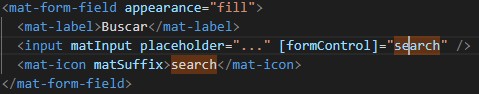 <mat-form-field appearance="fill">
<mat-label>Buscar</mat-label>
<input matInput placeholder="..." [formControl]="search" />
<mat-icon matSuffix>search</mat-icon>
</mat-form-field>